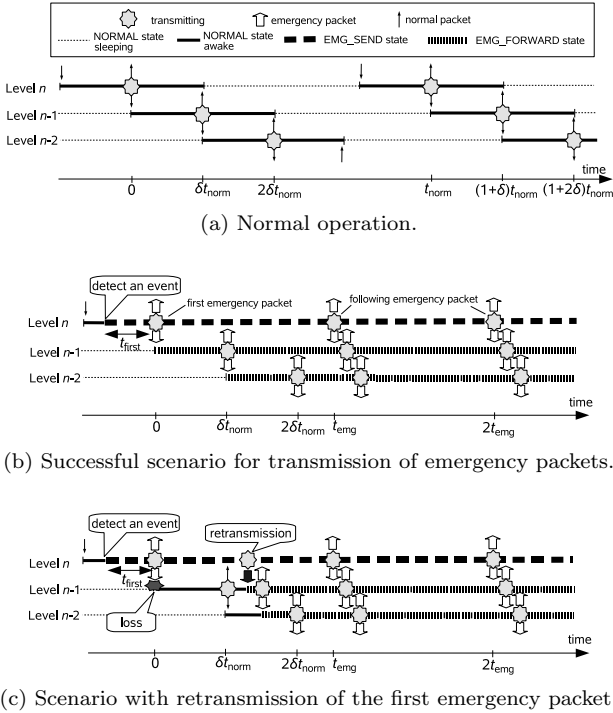 transmitting emergency packet normal packet
NORMAL state sleeping NORMAL state awake EMG_SEND state EMG_FORWARD state
Level n
Level n-1
Level n-2
time
0 δt_norm 2δt_norm t_norm (1+δ)t_norm (1+2δ)t_norm
(a) Normal operation.
detect an event
first emergency packet following emergency packet
Level n
t_first
Level n-1
Level n-2
time
0 δt_norm 2δt_norm t_emg 2t_emg
(b) Successful scenario for transmission of emergency packets.
detect an event retransmission
Level n
t_first
Level n-1
loss
Level n-2
time
0 δt_norm 2δt_norm t_emg 2t_emg
(c) Scenario with retransmission of the first emergency packet